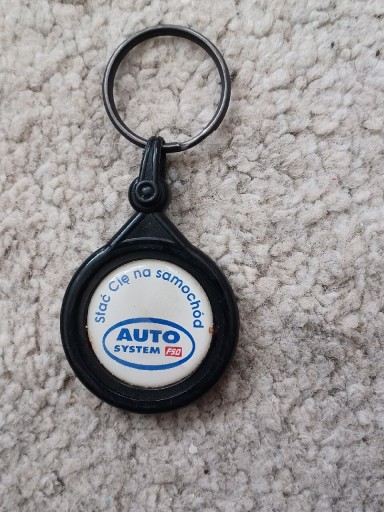 Stać Cię na samochód
AUTO
SYSTEM FSO